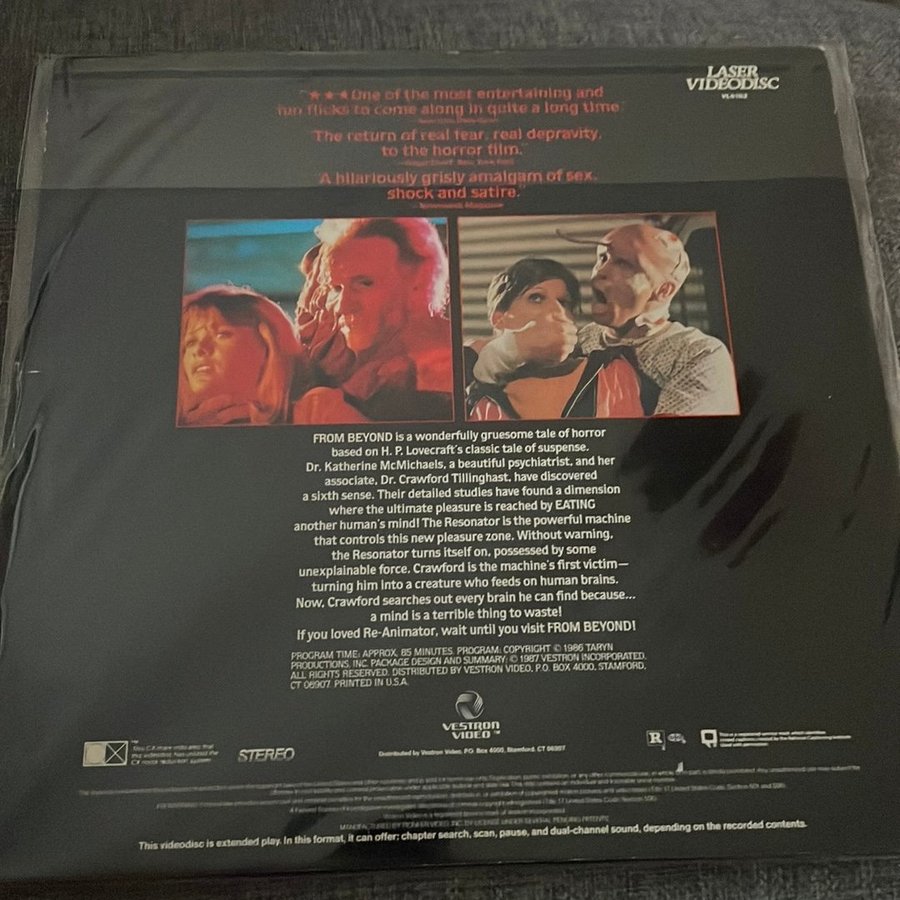 LASER
VIDEODISC
"★★★One of the most entertaining and
fun flicks to come along in quite a long time"
"The return of real fear, real depravity,
to the horror film."
"A hilariously grisly amalgam of sex,
shock and satire."
FROM BEYOND is a wonderfully gruesome tale of horror
based on H. P. Lovecraft's classic tale of suspense.
Dr. Katherine McMichaels, a beautiful psychiatrist, and her
associate, Dr. Crawford Tillinghast, have discovered
a sixth sense. Their detailed studies have found a dimension
where the ultimate pleasure is reached by EATING
another human's mind! The Resonator is the powerful machine
that controls this new pleasure zone. Without warning,
the Resonator turns itself on, possessed by some
unexplainable force. Crawford is the machine's first victim—
turning him into a creature who feeds on human brains.
Now, Crawford searches out every brain he can find because...
a mind is a terrible thing to waste!
If you loved Re-Animator, wait until you visit FROM BEYOND!
PROGRAM TIME: APPROX. 85 MINUTES. PROGRAM: COPYRIGHT © 1986 TARYN
PRODUCTIONS, INC. PACKAGE DESIGN AND SUMMARY: © 1987 VESTRON INCORPORATED.
ALL RIGHTS RESERVED. DISTRIBUTED BY VESTRON VIDEO, P.O. BOX 4000, STAMFORD,
CT 06907. PRINTED IN U.S.A.
VESTRON
VIDEO™
STEREO
Distributed by Vestron Video, P.O. Box 4000, Stamford, CT 06907
R
This videodisc is extended play. In this format, it can offer: chapter search, scan, pause, and dual-channel sound, depending on the recorded contents.